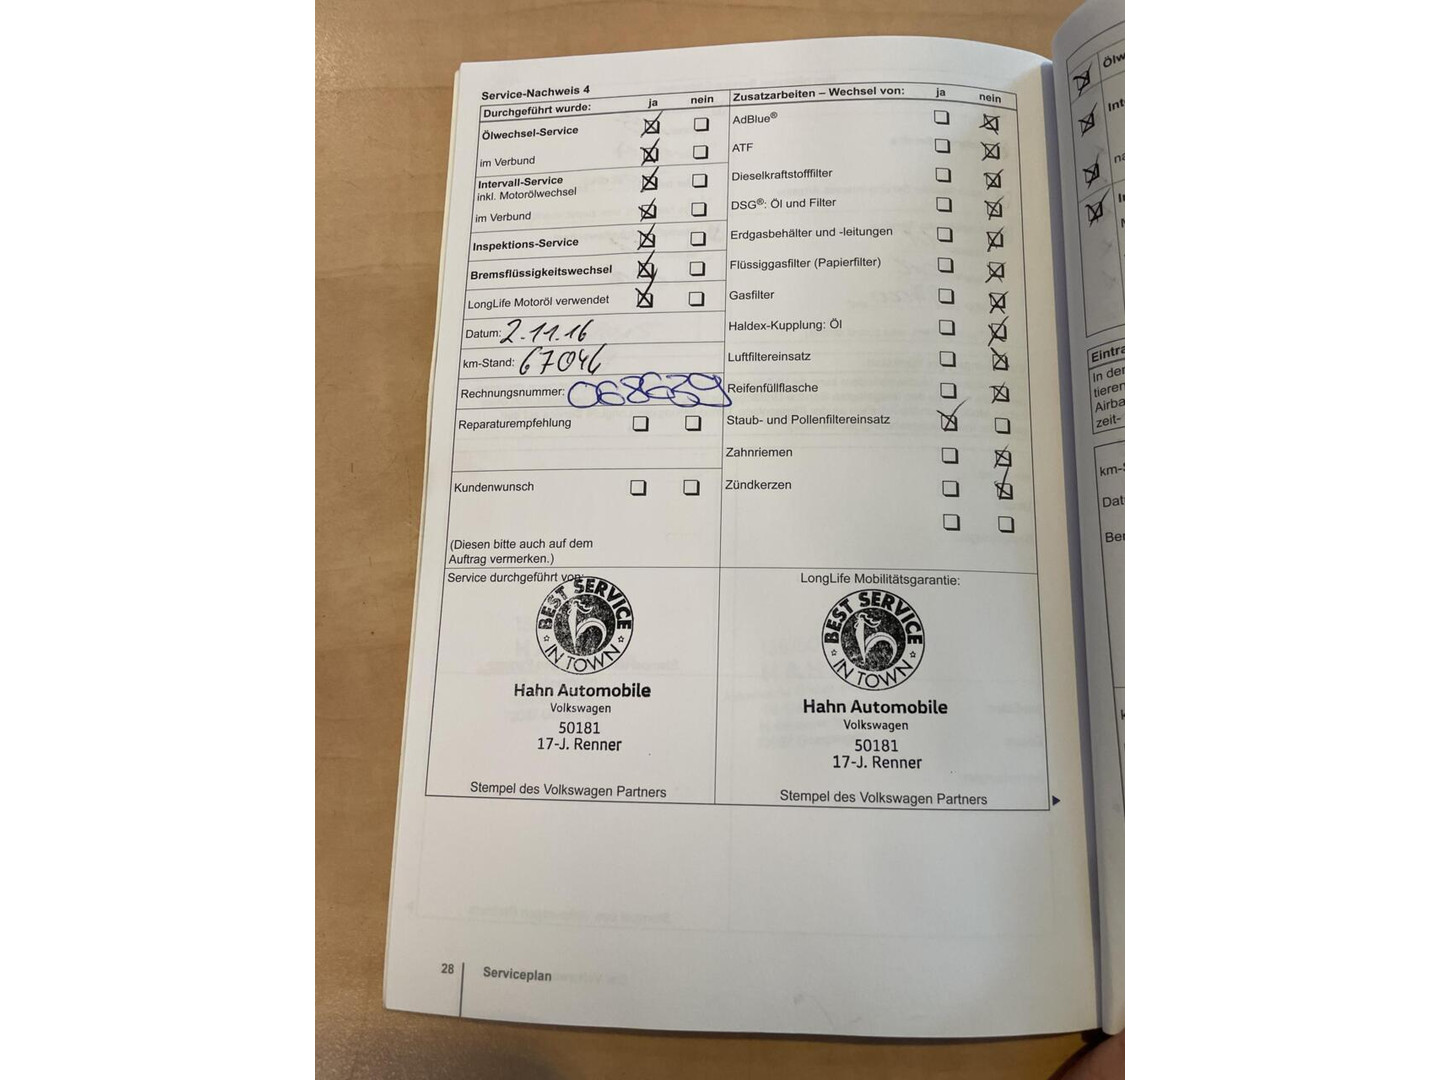 Service-Nachweis 4
Durchgeführt wurde: ja nein
Ölwechsel-Service
im Verbund
Intervall-Service
inkl. Motorölwechsel
im Verbund
Inspektions-Service
Bremsflüssigkeitswechsel
LongLife Motoröl verwendet
Datum: 2.11.16
km-Stand: 67046
Rechnungsnummer: 068639
Reparaturempfehlung
Kundenwunsch
(Diesen bitte auch auf dem
Auftrag vermerken.)
Zusatzarbeiten – Wechsel von: ja nein
AdBlue®
ATF
Dieselkraftstofffilter
DSG®: Öl und Filter
Erdgasbehälter und -leitungen
Flüssiggasfilter (Papierfilter)
Gasfilter
Haldex-Kupplung: Öl
Luftfiltereinsatz
Reifenfüllflasche
Staub- und Pollenfiltereinsatz
Zahnriemen
Zündkerzen
Service durchgeführt von:
BEST SERVICE
IN TOWN
Hahn Automobile
Volkswagen
50181
17-J. Renner
Stempel des Volkswagen Partners
LongLife Mobilitätsgarantie:
BEST SERVICE
IN TOWN
Hahn Automobile
Volkswagen
50181
17-J. Renner
Stempel des Volkswagen Partners
28 Serviceplan